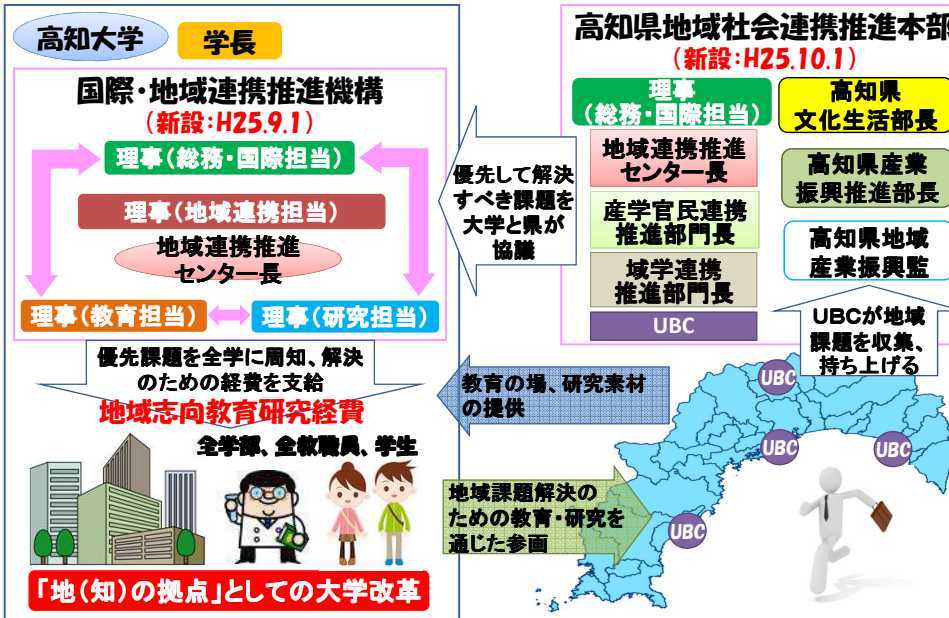 高知大学
学長
国際・地域連携推進機構
(新設:H25.9.1)
理事(総務・国際担当)
理事(地域連携担当)
地域連携推進
センター長
理事(教育担当)
理事(研究担当)
優先課題を全学に周知、解決
のための経費を支給
地域志向教育研究経費
全学部、全教職員、学生
「地(知)の拠点」としての大学改革
優先して解決
すべき課題を
大学と県が
協議
高知県地域社会連携推進本部
(新設:H25.10.1)
理事
(総務・国際担当)
地域連携推進
センター長
産学官民連携
推進部門長
域学連携
推進部門長
UBC
高知県
文化生活部長
高知県産業
振興推進部長
高知県地域
産業振興監
UBCが地域
課題を収集、
持ち上げる
教育の場、研究素材
の提供
地域課題解決の
ための教育・研究を
通じた参画
UBC
UBC
UBC
UBC